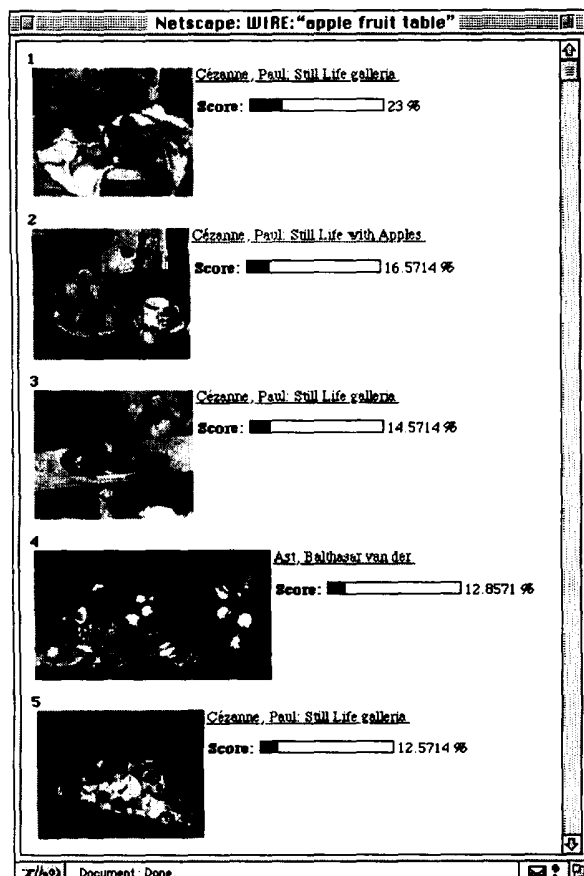 Netscape: WIRE:"apple fruit table"
1
Cézanne, Paul: Still Life galleria
Score: 23 %
2
Cézanne, Paul: Still Life with Apples
Score: 16.5714 %
3
Cézanne, Paul: Still Life galleria
Score: 14.5714 %
4
Ast, Balthasar van der
Score: 12.8571 %
5
Cézanne, Paul: Still Life galleria
Score: 12.5714 %
Document : Done